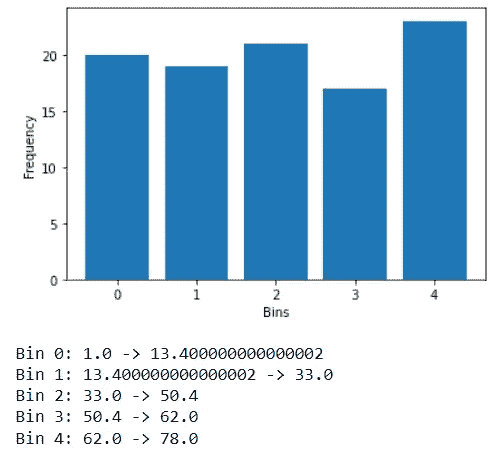 20
15
10
5
0
Frequency
0 1 2 3 4
Bins
Bin 0: 1.0 -> 13.400000000000002
Bin 1: 13.400000000000002 -> 33.0
Bin 2: 33.0 -> 50.4
Bin 3: 50.4 -> 62.0
Bin 4: 62.0 -> 78.0